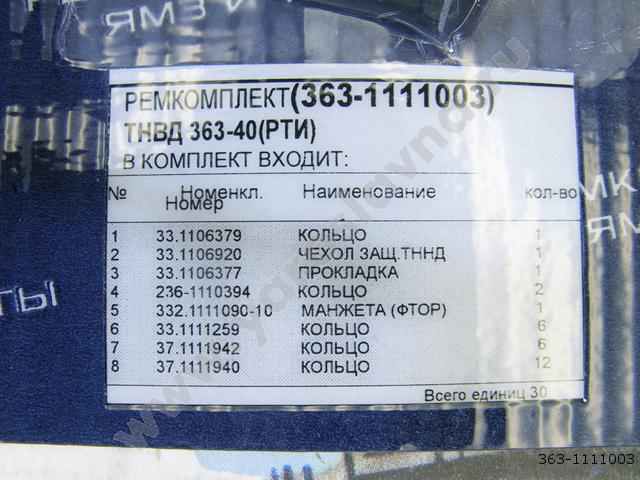 РЕМКОМПЛЕКТ(363-1111003)
ТНВД 363-40(РТИ)
В КОМПЛЕКТ ВХОДИТ:
№ Номенкл. Номер Наименование кол-во
1 33.1106379 КОЛЬЦО 1
2 33.1106920 ЧЕХОЛ ЗАЩ.ТННД 1
3 33.1106377 ПРОКЛАДКА 1
4 236-1110394 КОЛЬЦО 2
5 332.1111090-10 МАНЖЕТА (ФТОР) 1
6 33.1111259 КОЛЬЦО 6
7 37.1111942 КОЛЬЦО 6
8 37.1111940 КОЛЬЦО 12
Всего единиц 30
www.yaroslavna.ru
363-1111003